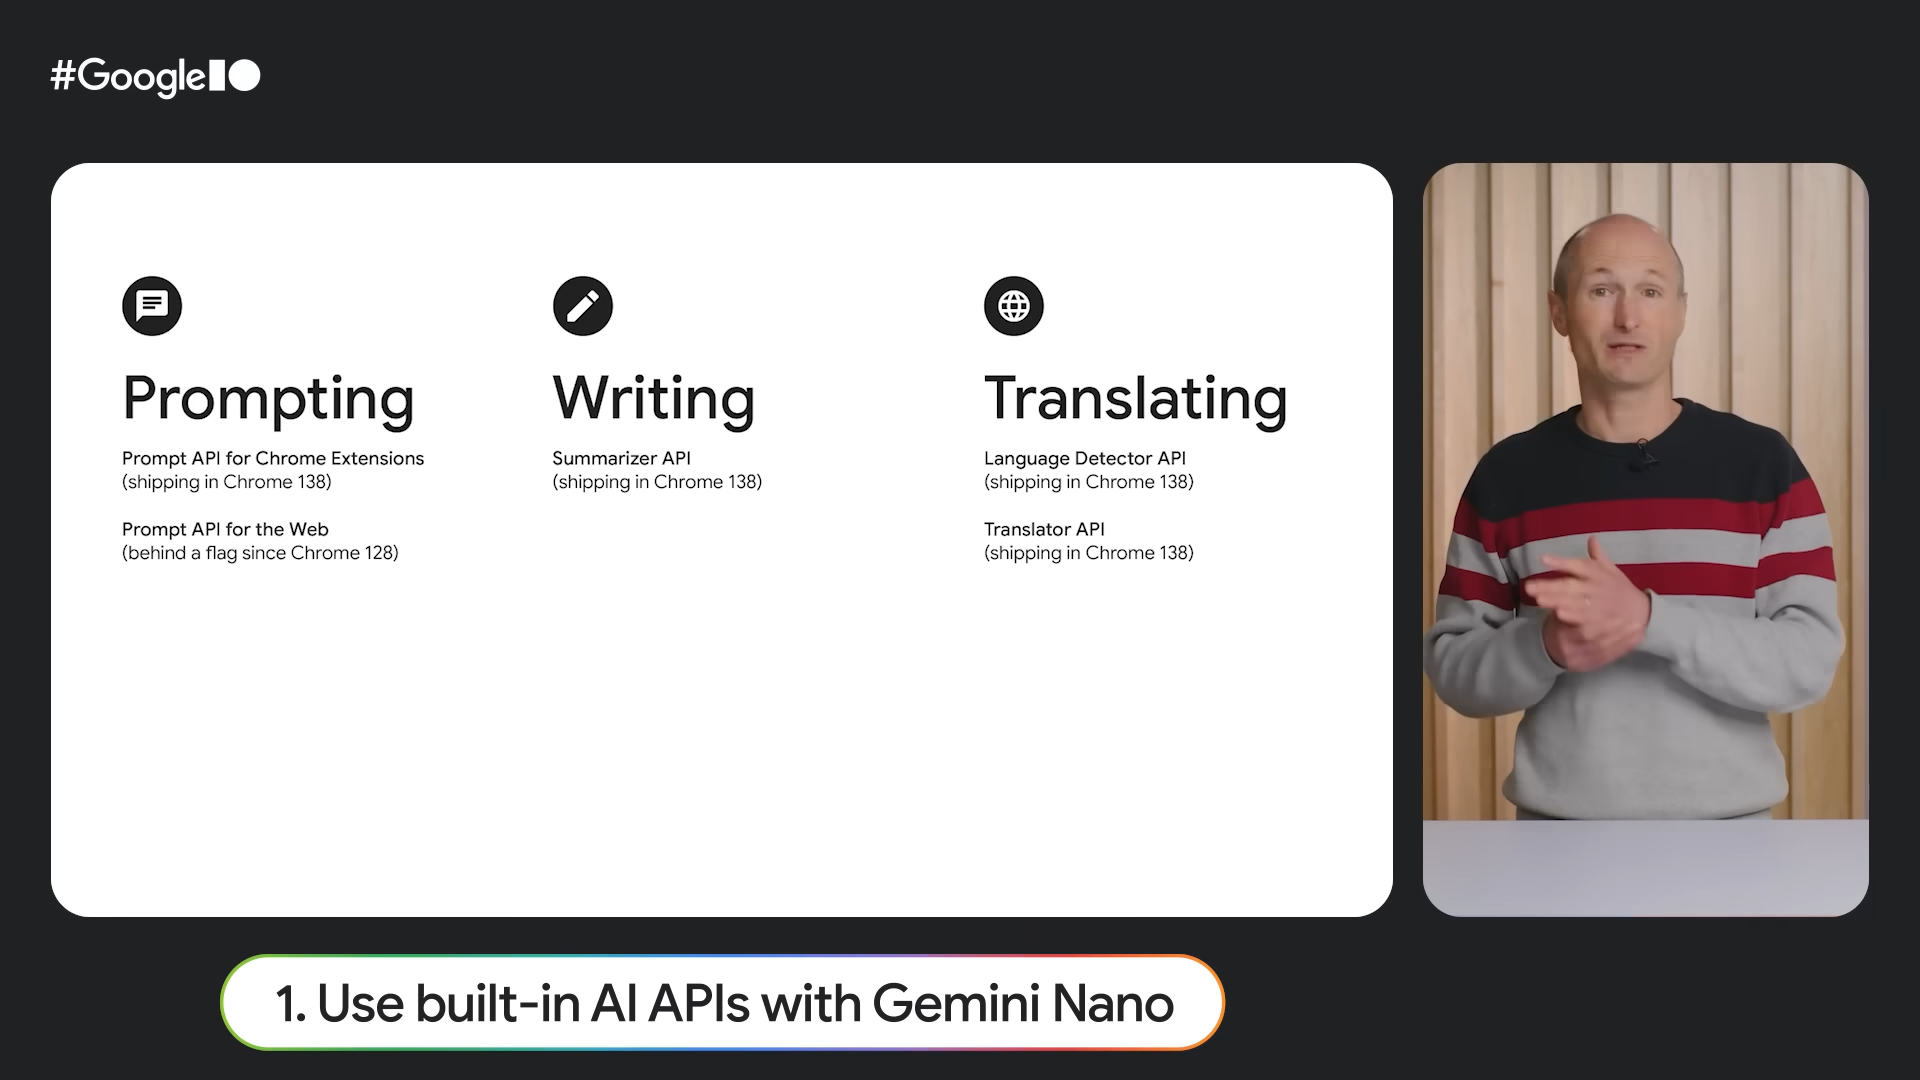 #Google IO
Prompting
Prompt API for Chrome Extensions
(shipping in Chrome 138)
Prompt API for the Web
(behind a flag since Chrome 128)
Writing
Summarizer API
(shipping in Chrome 138)
Translating
Language Detector API
(shipping in Chrome 138)
Translator API
(shipping in Chrome 138)
1. Use built-in AI APIs with Gemini Nano